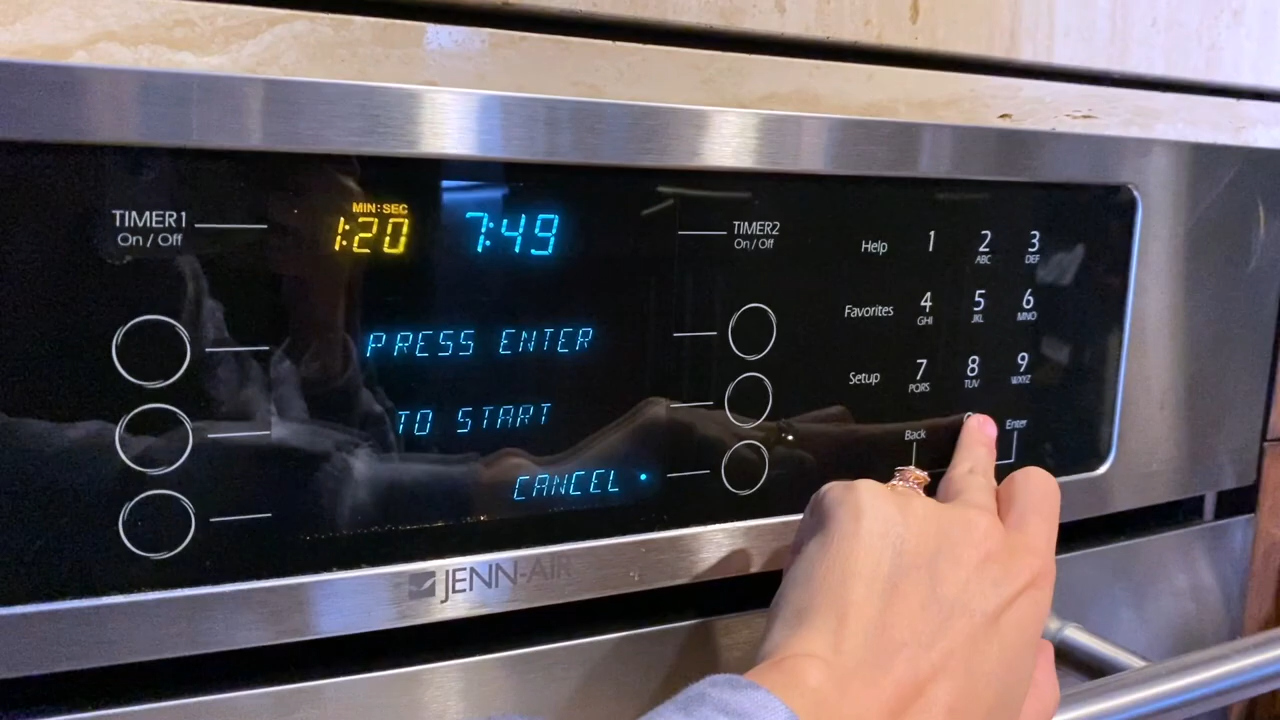 TIMER1
On / Off
MIN:SEC
1:20
7:49
TIMER2
On / Off
PRESS ENTER
TO START
CANCEL
Help
1
2
ABC
3
DEF
Favorites
4
GHI
5
JKL
6
MNO
Setup
7
PQRS
8
TUV
9
WXYZ
Back
Enter
JENN-AIR